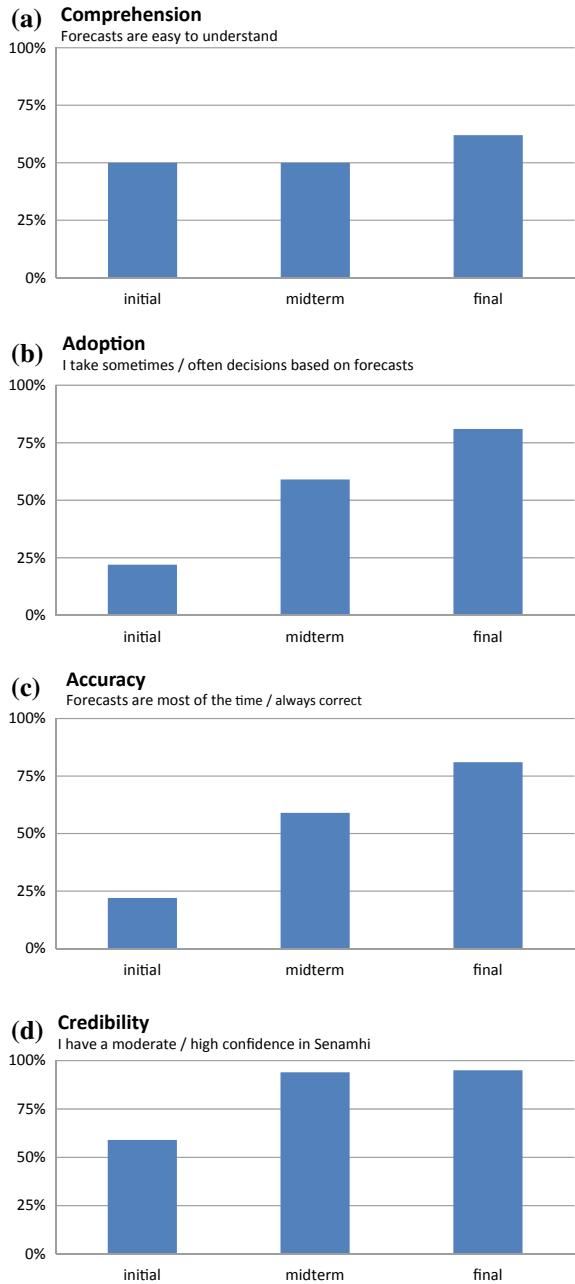 (a) Comprehension
Forecasts are easy to understand
100%
75%
50%
25%
0%
initial midterm final
(b) Adoption
I take sometimes / often decisions based on forecasts
100%
75%
50%
25%
0%
initial midterm final
(c) Accuracy
Forecasts are most of the time / always correct
100%
75%
50%
25%
0%
initial midterm final
(d) Credibility
I have a moderate / high confidence in Senamhi
100%
75%
50%
25%
0%
initial midterm final